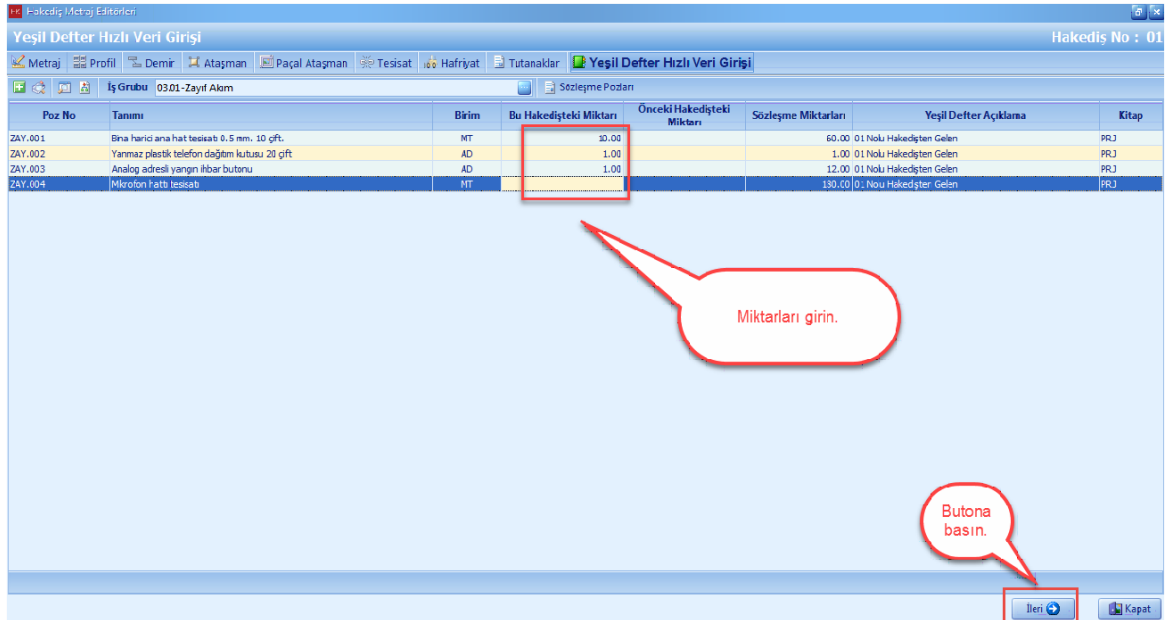 Hakediş Metraj Editörleri
Yeşil Defter Hızlı Veri Girişi Hakediş No : 01
Metraj Profil Demir Ataşman Paçal Ataşman Tesisat Hafriyat Tutanaklar Yeşil Defter Hızlı Veri Girişi
İş Grubu 03.01-Zayıf Akım Sözleşme Pozları
Poz No Tanımı Birim Bu Hakedişteki Miktarı Önceki Hakedişteki Miktarı Sözleşme Miktarları Yeşil Defter Açıklama Kitap
ZAY.001 Bina harici ana hat tesisatı 0.5 mm. 10 çift. MT 10.00 60.00 01 Nolu Hakedişten Gelen PRJ
ZAY.002 Yanmaz plastik telefon dağıtım kutusu 20 çift AD 1.00 1.00 01 Nolu Hakedişten Gelen PRJ
ZAY.003 Analog adresli yangın ihbar butonu AD 1.00 12.00 01 Nolu Hakedişten Gelen PRJ
ZAY.004 Mikrofon hattı tesisatı MT 130.00 01 Nolu Hakedişten Gelen PRJ
Miktarları girin.
Butona
basın.
İleri Kapat